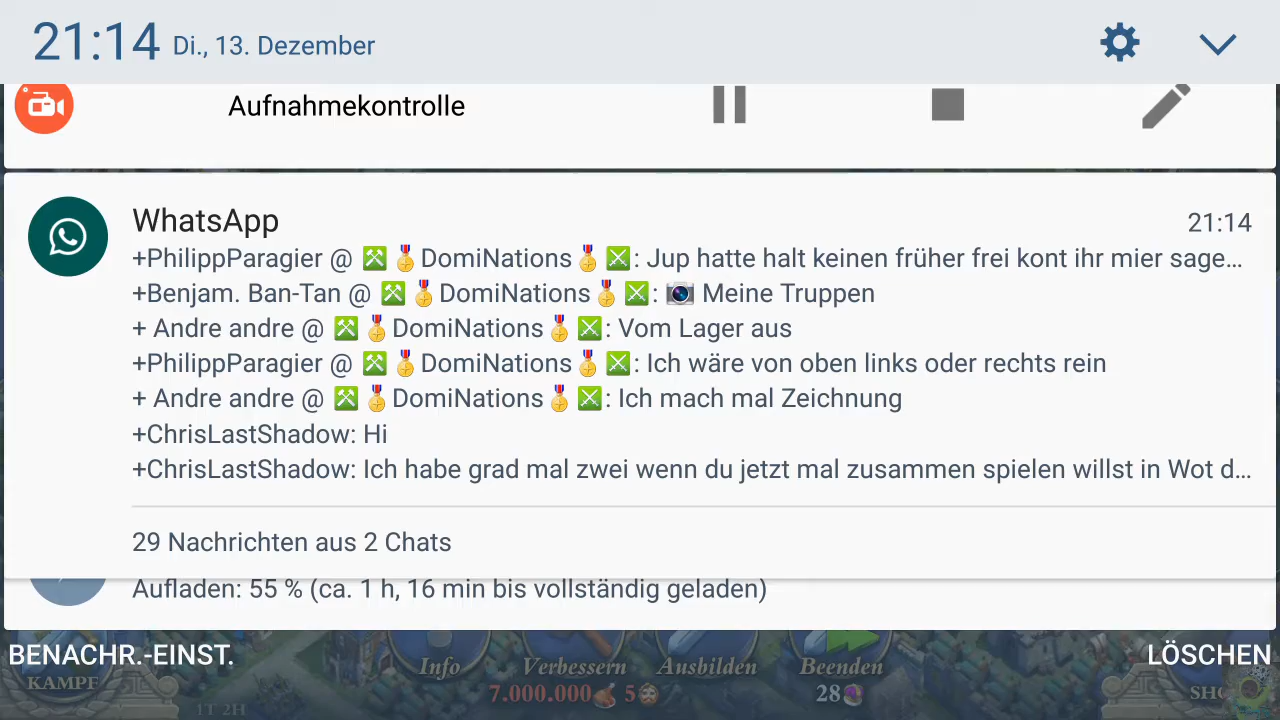 21:14 Di., 13. Dezember
Aufnahmekontrolle
WhatsApp 21:14
+PhilippParagier @ ⚒🏅DomiNations🏅⚔: Jup hatte halt keinen früher frei kont ihr mier sage...
+Benjam. Ban-Tan @ ⚒🏅DomiNations🏅⚔: 📷 Meine Truppen
+ Andre andre @ ⚒🏅DomiNations🏅⚔: Vom Lager aus
+PhilippParagier @ ⚒🏅DomiNations🏅⚔: Ich wäre von oben links oder rechts rein
+ Andre andre @ ⚒🏅DomiNations🏅⚔: Ich mach mal Zeichnung
+ChrisLastShadow: Hi
+ChrisLastShadow: Ich habe grad mal zwei wenn du jetzt mal zusammen spielen willst in Wot d...
29 Nachrichten aus 2 Chats
Aufladen: 55 % (ca. 1 h, 16 min bis vollständig geladen)
BENACHR.-EINST. LÖSCHEN
Info Verbessern Ausbilden Beenden
KAMPF
7.000.000 5 28
1T 2H